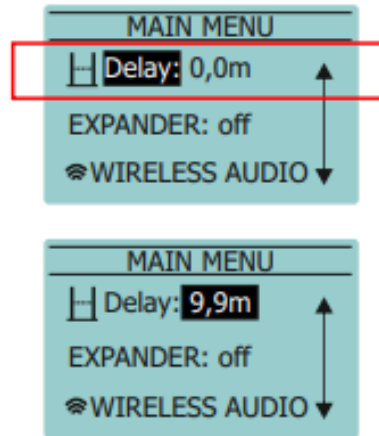 MAIN MENU
Delay: 0,0m
EXPANDER: off
WIRELESS AUDIO
MAIN MENU
Delay: 9,9m
EXPANDER: off
WIRELESS AUDIO